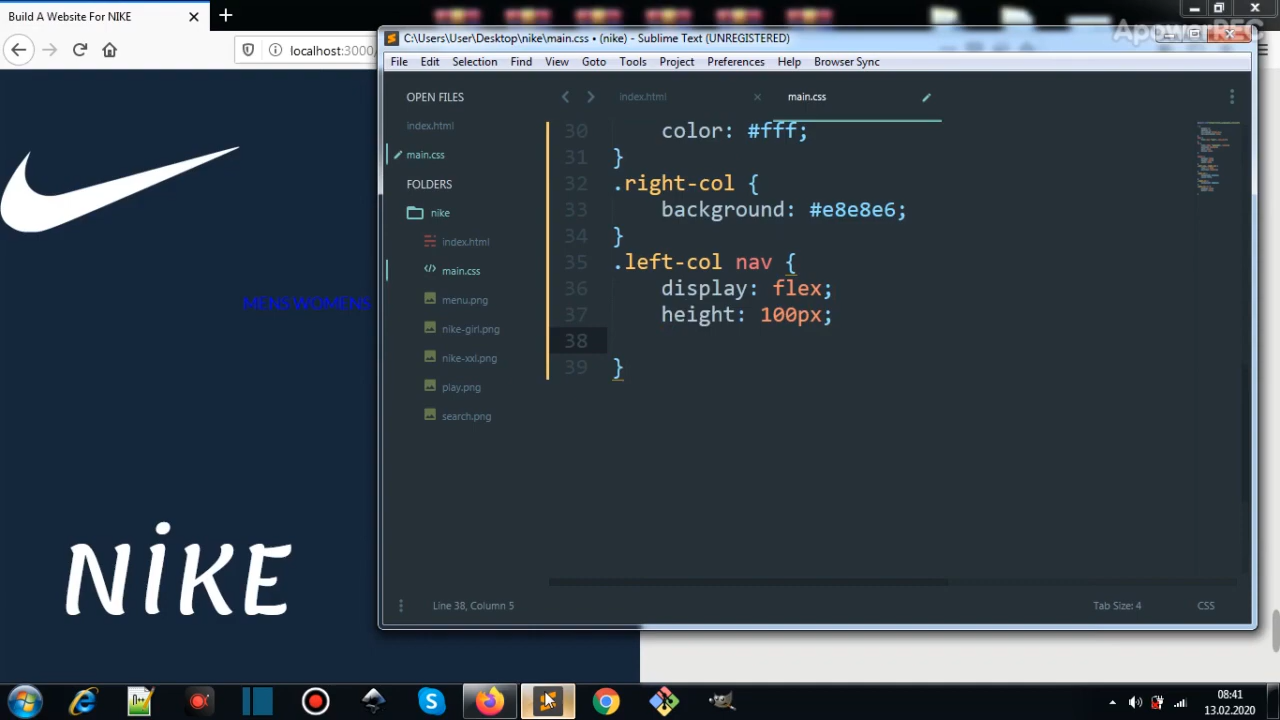 Build A Website For NIKE
ApowerREC
C:\Users\User\Desktop\nike\main.css • (nike) - Sublime Text (UNREGISTERED)
localhost:3000
File Edit Selection Find View Goto Tools Project Preferences Help Browser Sync
OPEN FILES
index.html
main.css
FOLDERS
nike
index.html
main.css
menu.png
nike-girl.png
nike-xxl.png
play.png
search.png
index.html
main.css
30 color: #fff;
31 }
32 .right-col {
33 background: #e8e8e6;
34 }
35 .left-col nav {
36 display: flex;
37 height: 100px;
38
39 }
MENS WOMENS
NİKE
Line 38, Column 5
Tab Size: 4
CSS
08:41
13.02.2020